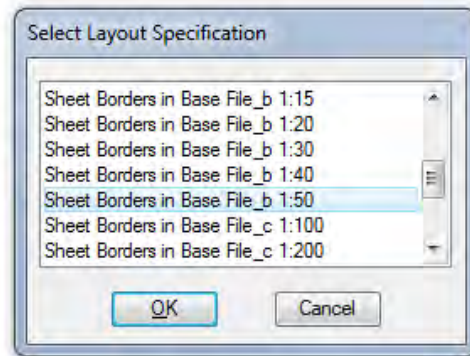 Select Layout Specification
Sheet Borders in Base File_b 1:15
Sheet Borders in Base File_b 1:20
Sheet Borders in Base File_b 1:30
Sheet Borders in Base File_b 1:40
Sheet Borders in Base File_b 1:50
Sheet Borders in Base File_c 1:100
Sheet Borders in Base File_c 1:200
OK Cancel